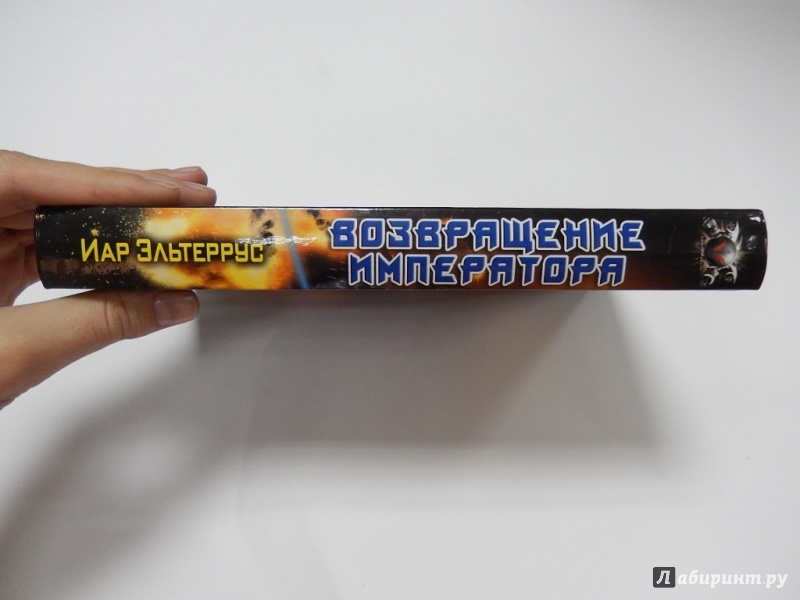 Иар Эльтеррус
ВОЗВРАЩЕНИЕ
ИМПЕРАТОРА
Лабиринт.ру